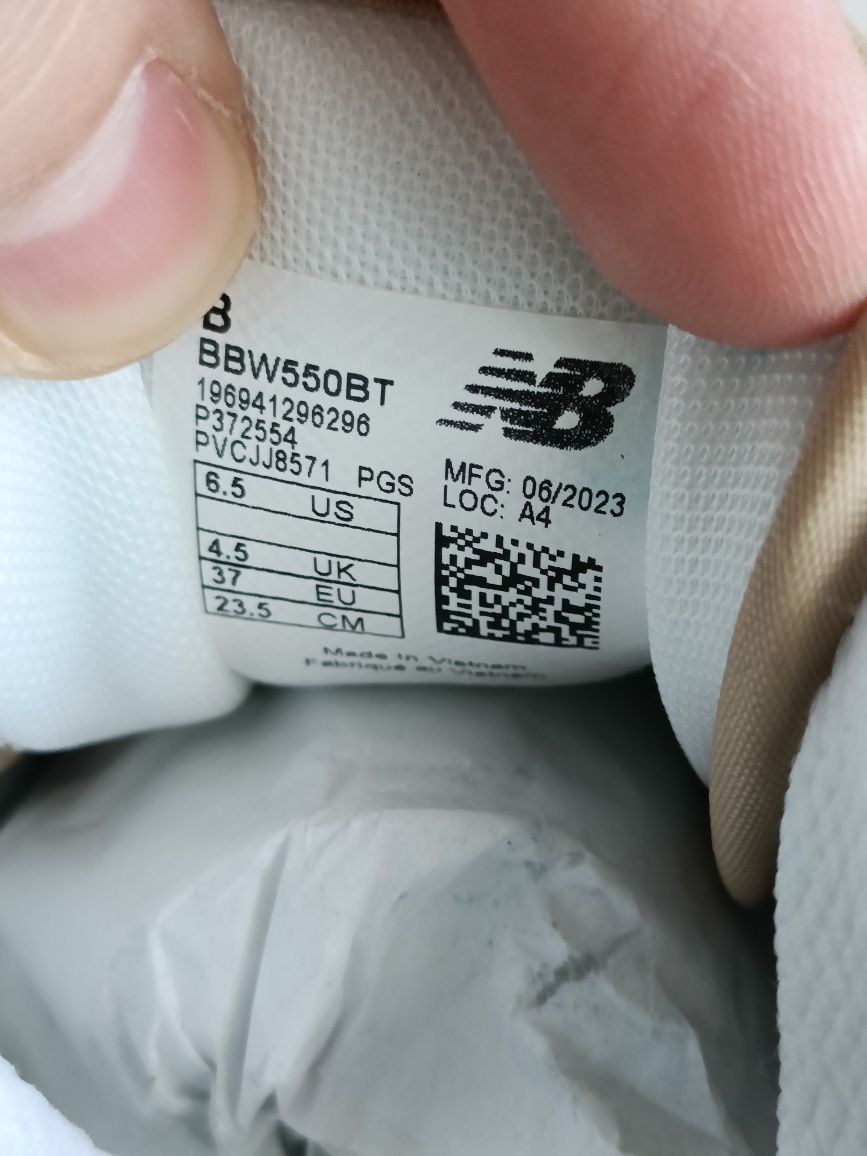 B
BBW550BT
196941296296
P372554
PVCJJ8571 PGS
6.5 US
4.5 UK
37 EU
23.5 CM
NB
MFG: 06/2023
LOC: A4
Made in Vietnam
Fabriqué au Vietnam